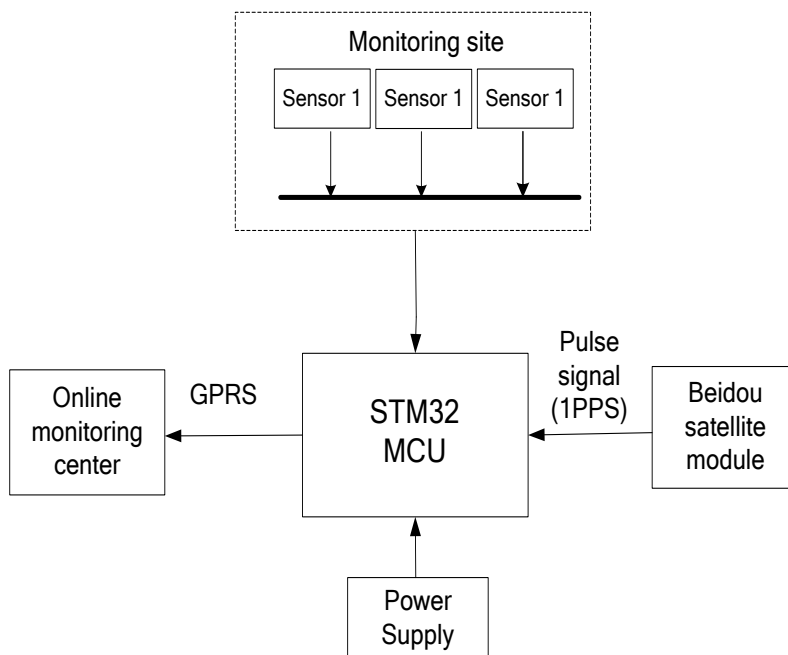 Monitoring site
Sensor 1
Sensor 1
Sensor 1
Online
monitoring
center
GPRS
STM32
MCU
Pulse
signal
(1PPS)
Beidou
satellite
module
Power
Supply